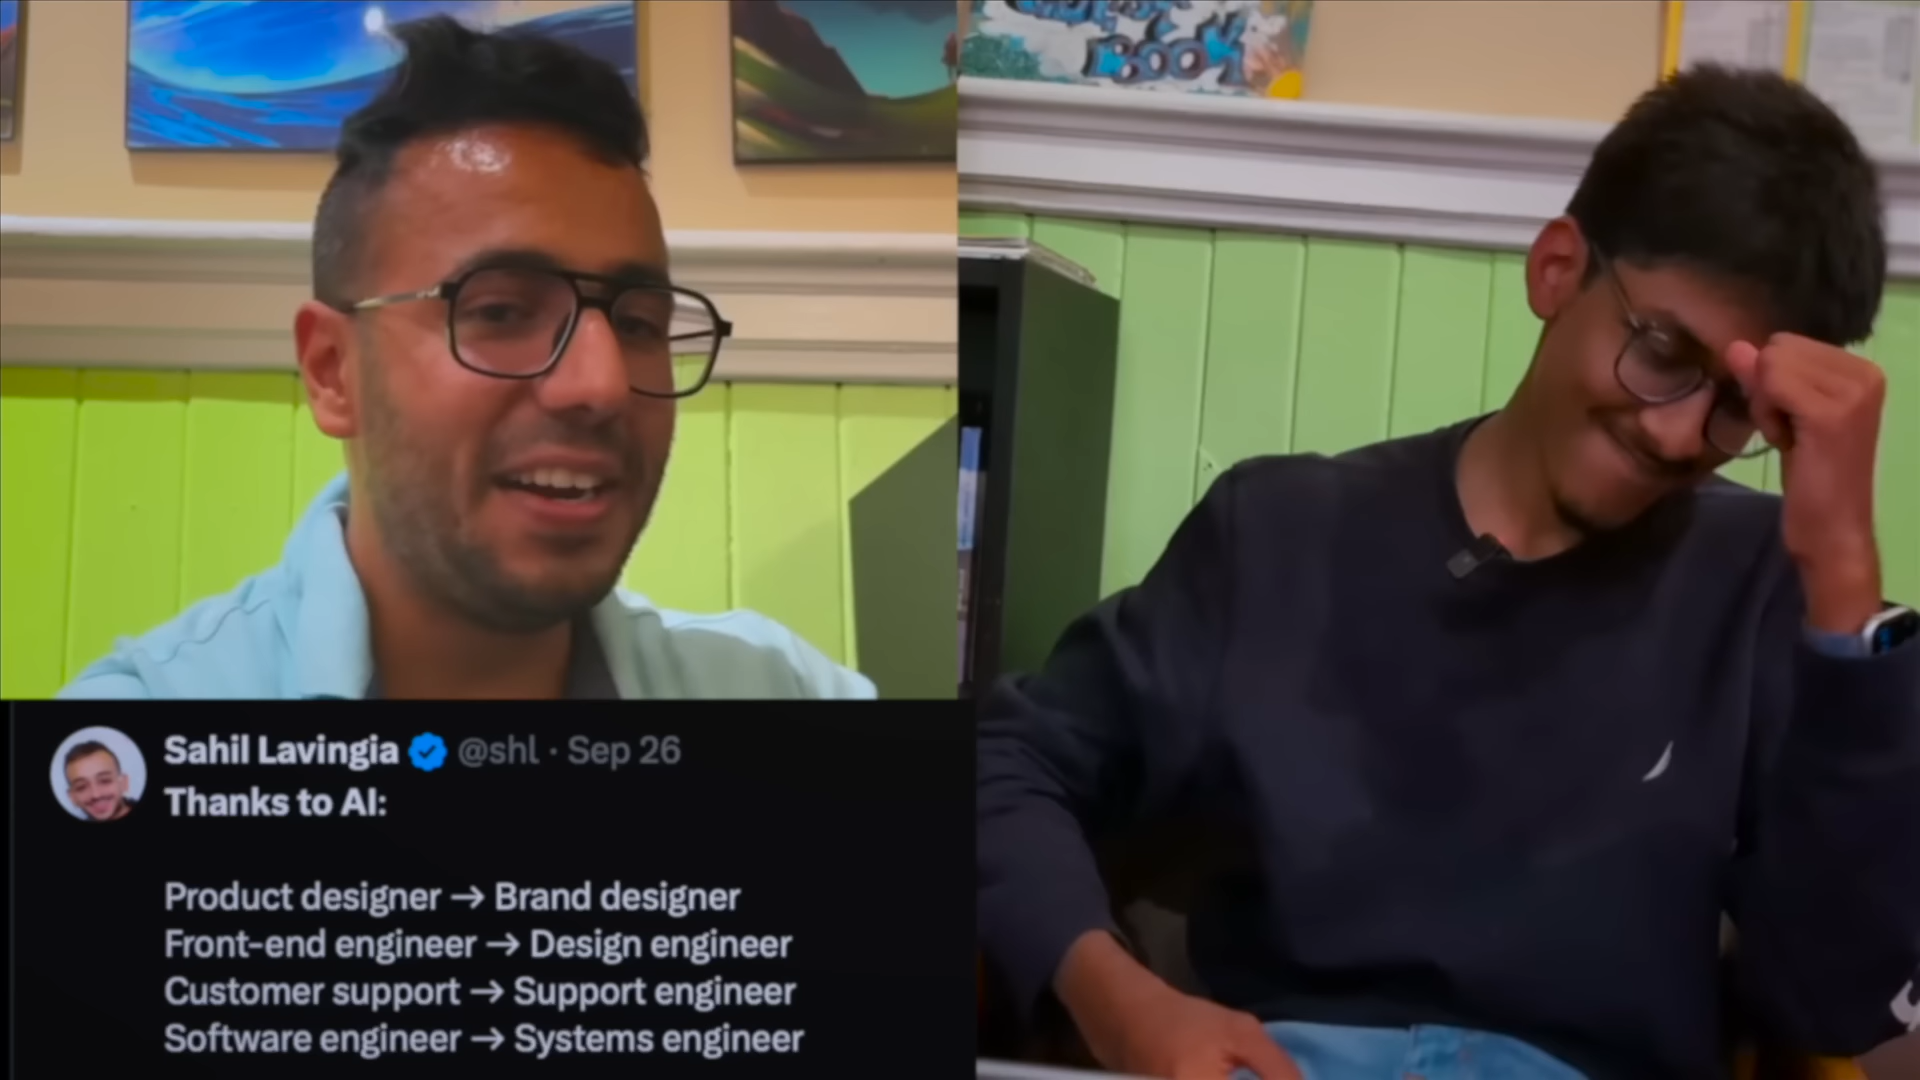 BOOM
Sahil Lavingia @shl · Sep 26
Thanks to AI:
Product designer → Brand designer
Front-end engineer → Design engineer
Customer support → Support engineer
Software engineer → Systems engineer